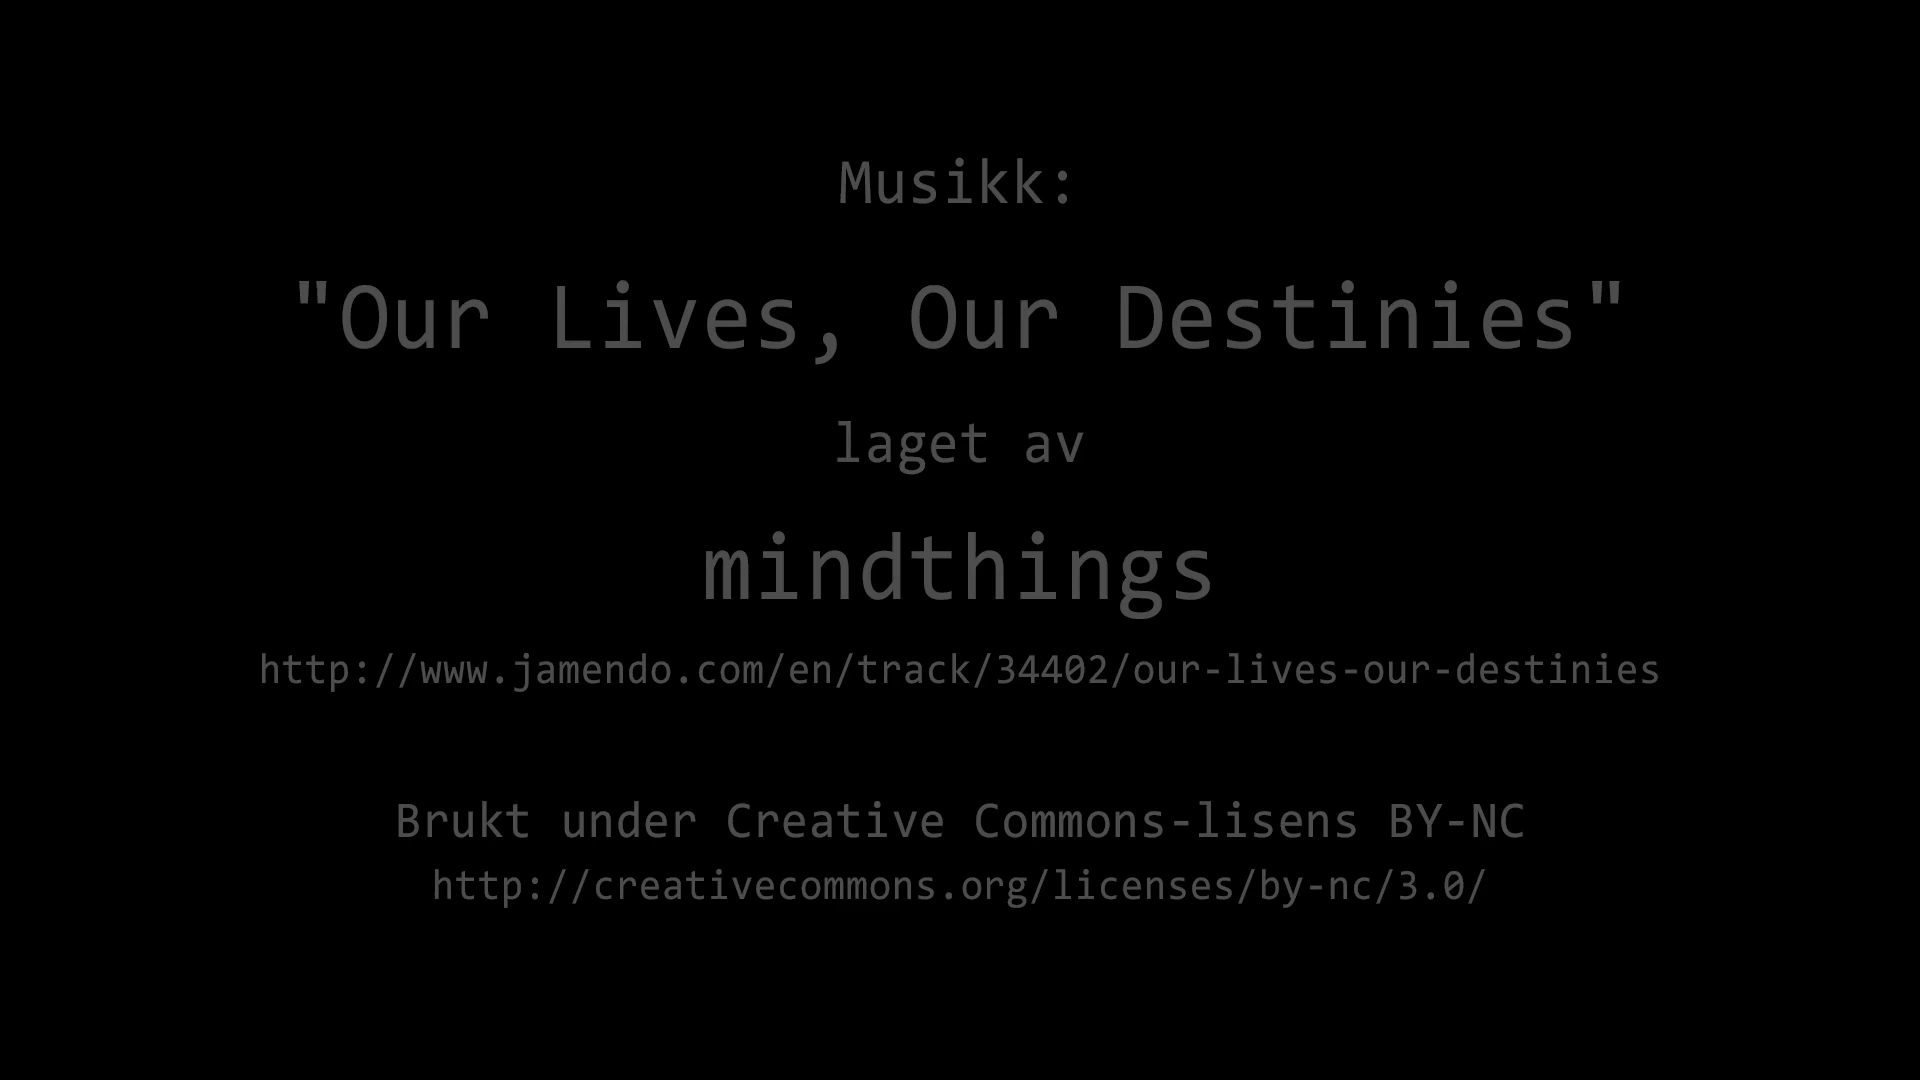 Musikk:
"Our Lives, Our Destinies"
laget av
mindthings
http://www.jamendo.com/en/track/34402/our-lives-our-destinies
Brukt under Creative Commons-lisens BY-NC
http://creativecommons.org/licenses/by-nc/3.0/